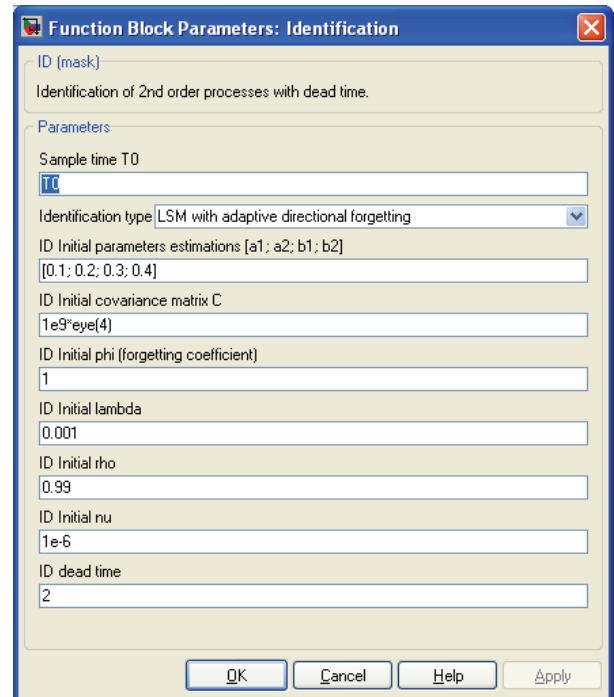 Function Block Parameters: Identification
ID (mask)
Identification of 2nd order processes with dead time.
Parameters
Sample time T0
T0
Identification type LSM with adaptive directional forgetting
ID Initial parameters estimations [a1; a2; b1; b2]
[0.1; 0.2; 0.3; 0.4]
ID Initial covariance matrix C
1e9*eye(4)
ID Initial phi (forgetting coefficient)
1
ID Initial lambda
0.001
ID Initial rho
0.99
ID Initial nu
1e-6
ID dead time
2
OK Cancel Help Apply